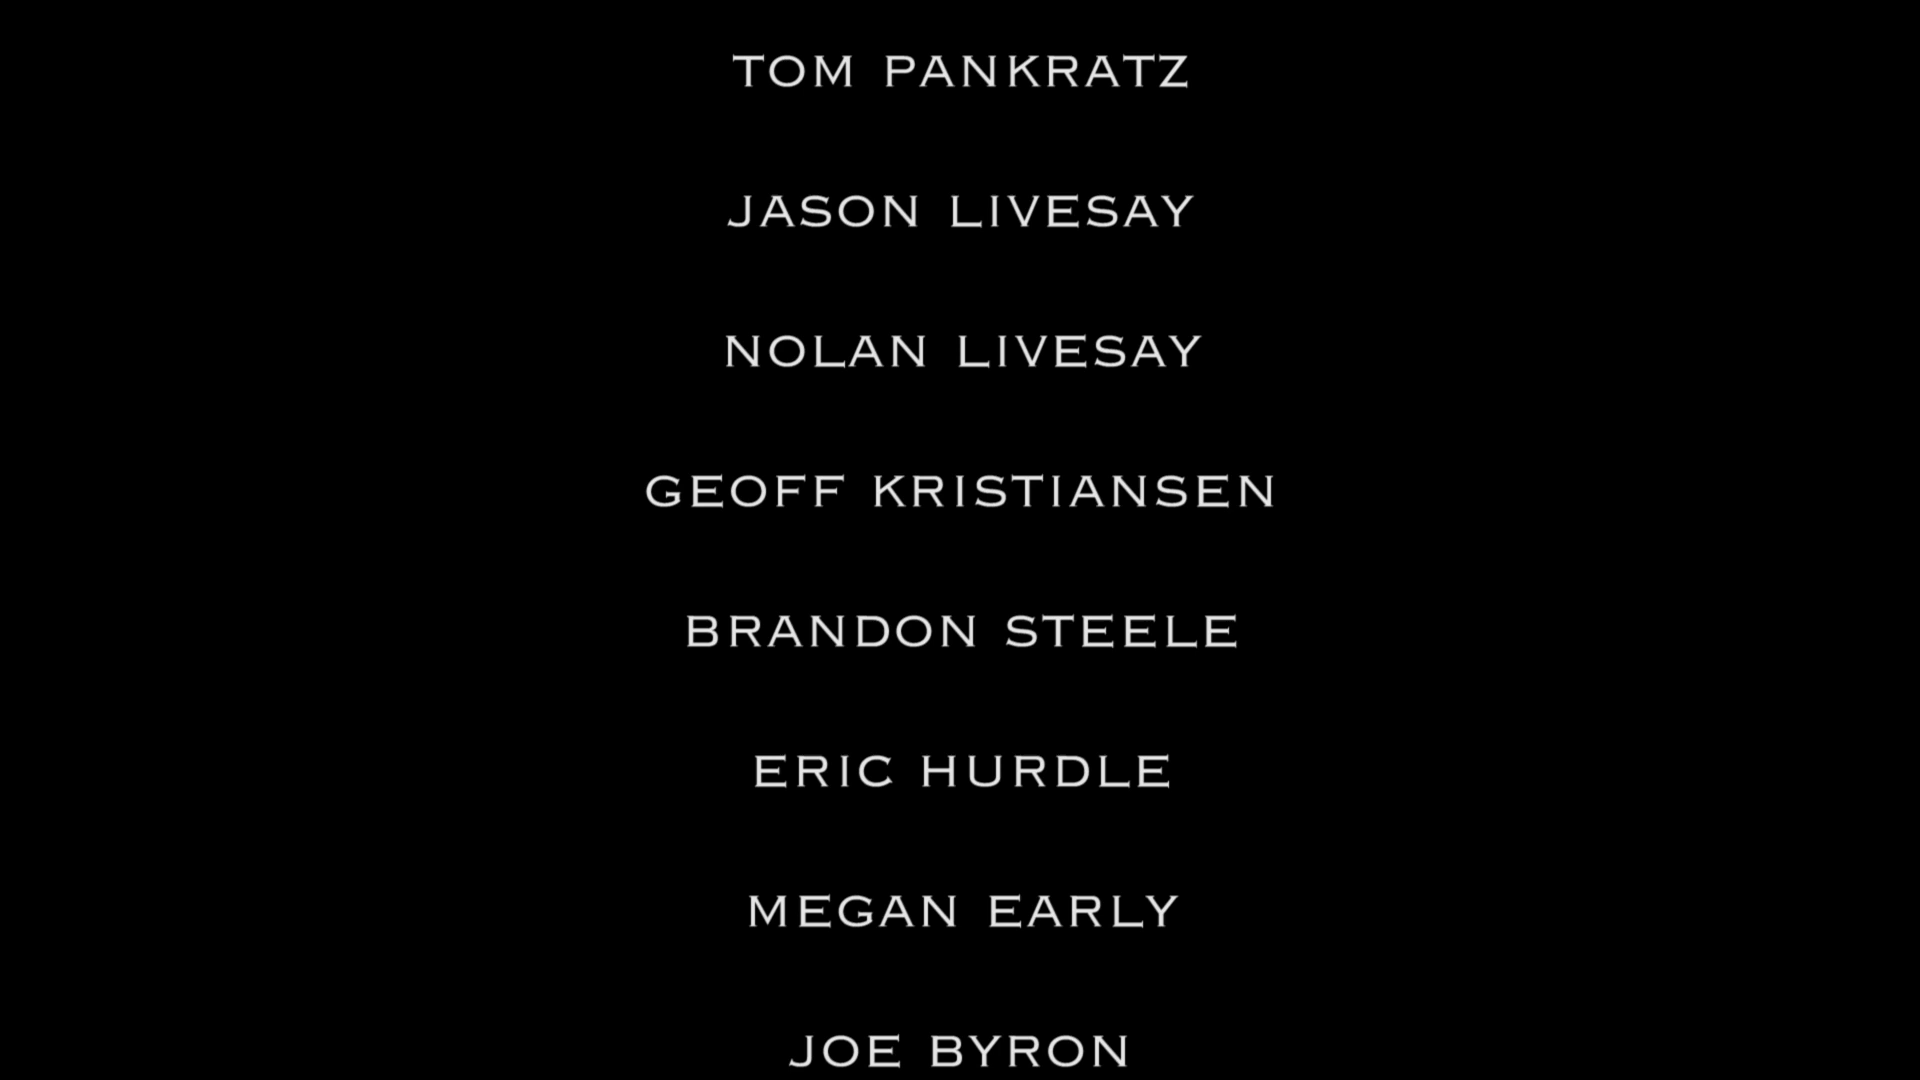 TOM PANKRATZ
JASON LIVESAY
NOLAN LIVESAY
GEOFF KRISTIANSEN
BRANDON STEELE
ERIC HURDLE
MEGAN EARLY
JOE BYRON